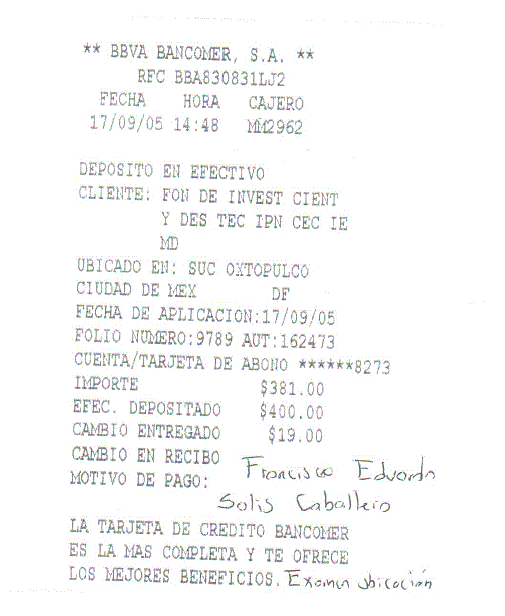 ** BBVA BANCOMER, S.A. **
RFC BBA830831LJ2
FECHA HORA CAJERO
17/09/05 14:48 MM2962
DEPOSITO EN EFECTIVO
CLIENTE: FON DE INVEST CIENT
Y DES TEC IPN CEC IE
MD
UBICADO EN: SUC OXTOPULCO
CIUDAD DE MEX DF
FECHA DE APLICACION:17/09/05
FOLIO NUMERO:9789 AUT:162473
CUENTA/TARJETA DE ABONO ******8273
IMPORTE $381.00
EFEC. DEPOSITADO $400.00
CAMBIO ENTREGADO $19.00
CAMBIO EN RECIBO
MOTIVO DE PAGO: Francisco Eduardo
Solis Caballero
LA TARJETA DE CREDITO BANCOMER
ES LA MAS COMPLETA Y TE OFRECE
LOS MEJORES BENEFICIOS. Examen ubicación